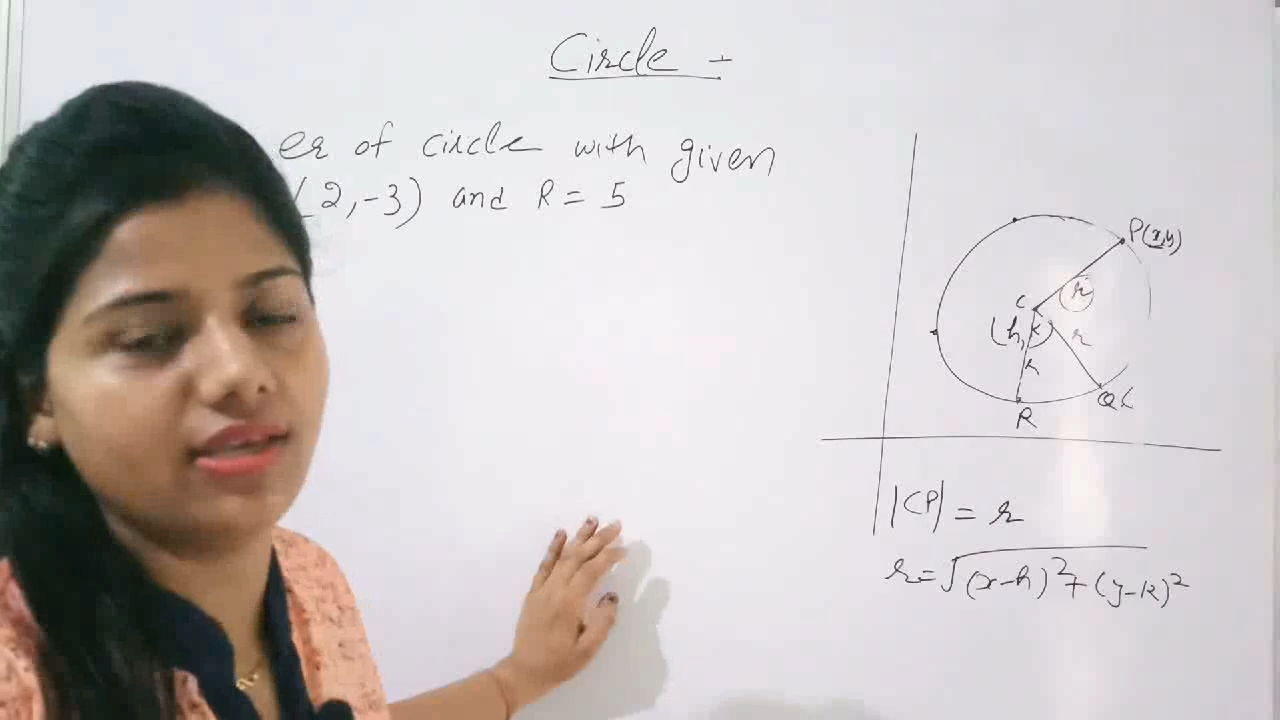 Circle -
er of circle with given
(2,-3) and R = 5
P(x,y)
r
C
(h,k)
r
r
Q(
R
|CP| = r
r=√(x-h)²+(y-k)²